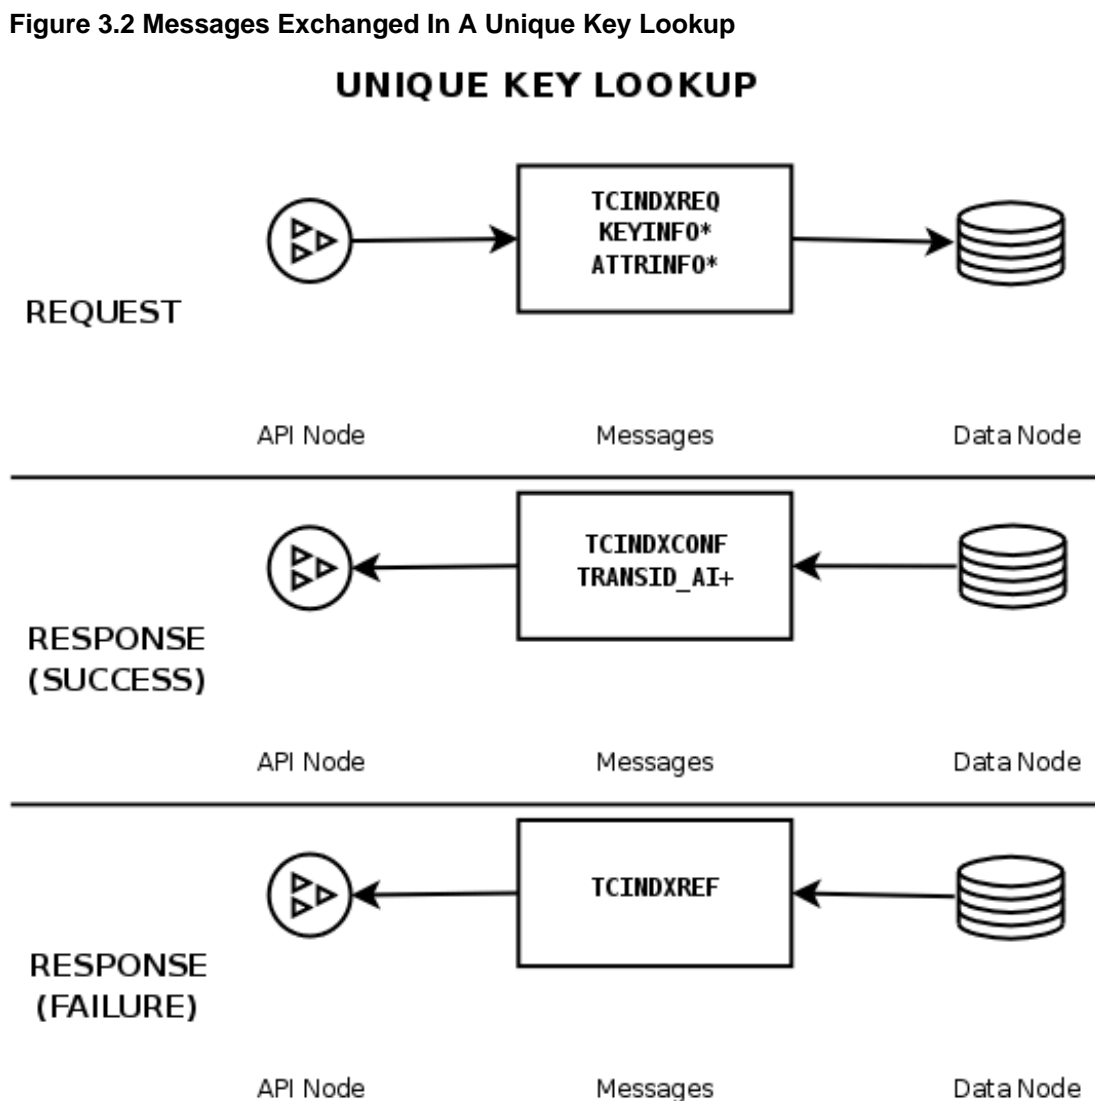 Figure 3.2 Messages Exchanged In A Unique Key Lookup
UNIQUE KEY LOOKUP
TCINDXREQ
KEYINFO*
ATTRINFO*
REQUEST
API Node
Messages
Data Node
TCINDXCONF
TRANSID_AI+
RESPONSE
(SUCCESS)
API Node
Messages
Data Node
TCINDXREF
RESPONSE
(FAILURE)
API Node
Messages
Data Node